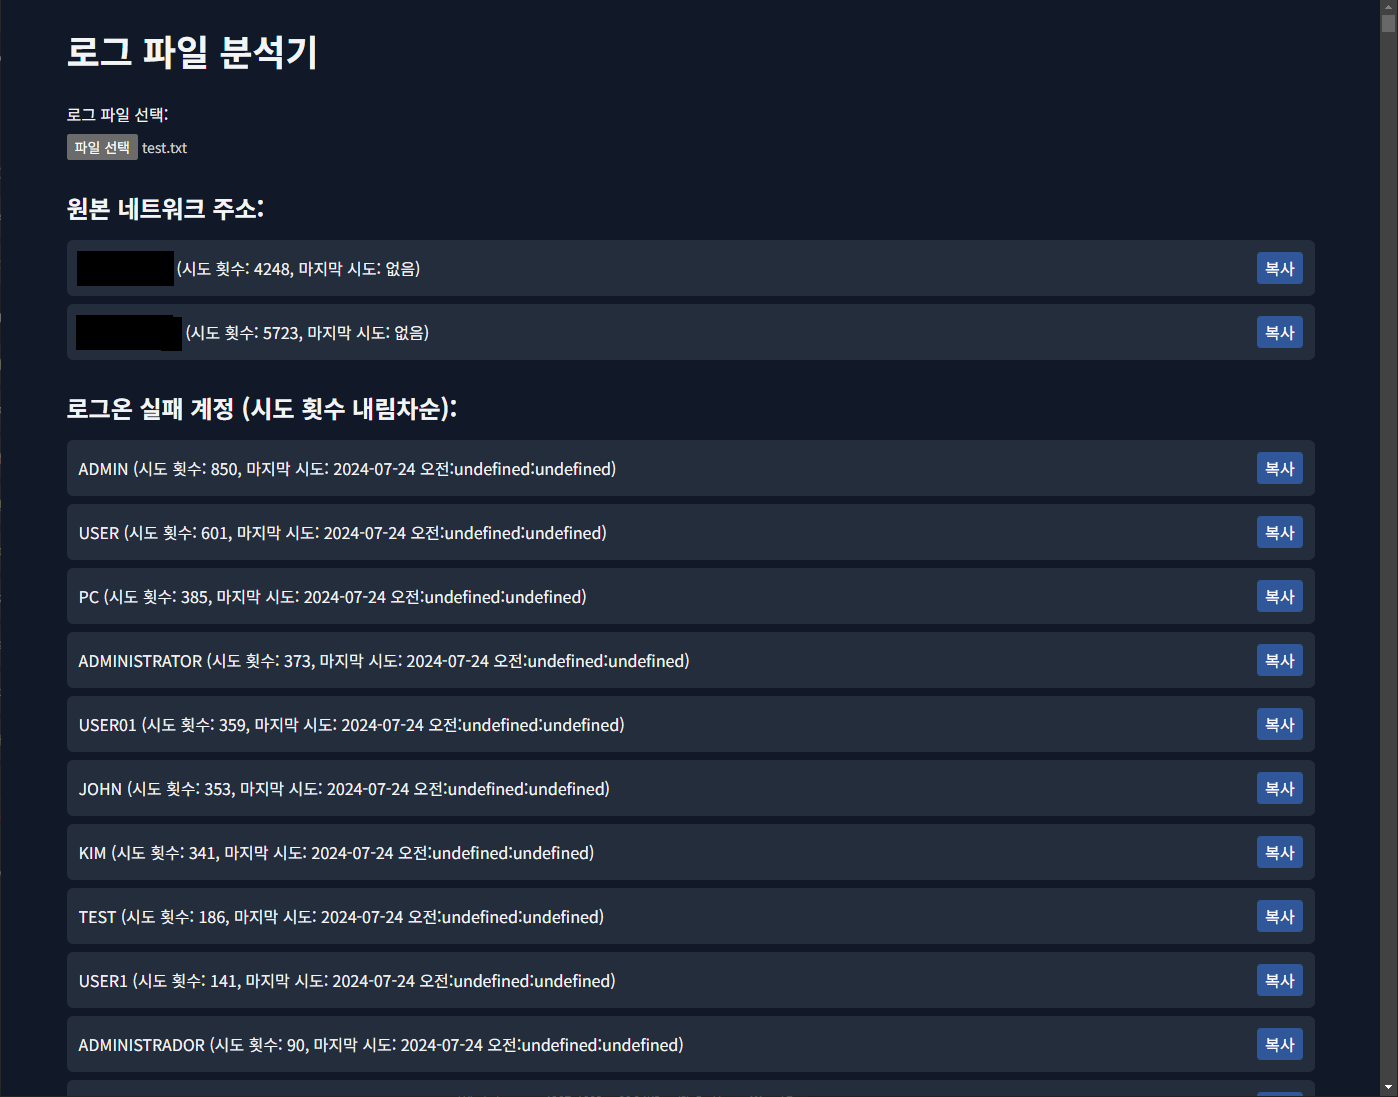 로그 파일 분석기
로그 파일 선택:
파일 선택 test.txt
원본 네트워크 주소:
(시도 횟수: 4248, 마지막 시도: 없음) 복사
(시도 횟수: 5723, 마지막 시도: 없음) 복사
로그온 실패 계정 (시도 횟수 내림차순):
ADMIN (시도 횟수: 850, 마지막 시도: 2024-07-24 오전:undefined:undefined) 복사
USER (시도 횟수: 601, 마지막 시도: 2024-07-24 오전:undefined:undefined) 복사
PC (시도 횟수: 385, 마지막 시도: 2024-07-24 오전:undefined:undefined) 복사
ADMINISTRATOR (시도 횟수: 373, 마지막 시도: 2024-07-24 오전:undefined:undefined) 복사
USER01 (시도 횟수: 359, 마지막 시도: 2024-07-24 오전:undefined:undefined) 복사
JOHN (시도 횟수: 353, 마지막 시도: 2024-07-24 오전:undefined:undefined) 복사
KIM (시도 횟수: 341, 마지막 시도: 2024-07-24 오전:undefined:undefined) 복사
TEST (시도 횟수: 186, 마지막 시도: 2024-07-24 오전:undefined:undefined) 복사
USER1 (시도 횟수: 141, 마지막 시도: 2024-07-24 오전:undefined:undefined) 복사
ADMINISTRADOR (시도 횟수: 90, 마지막 시도: 2024-07-24 오전:undefined:undefined) 복사